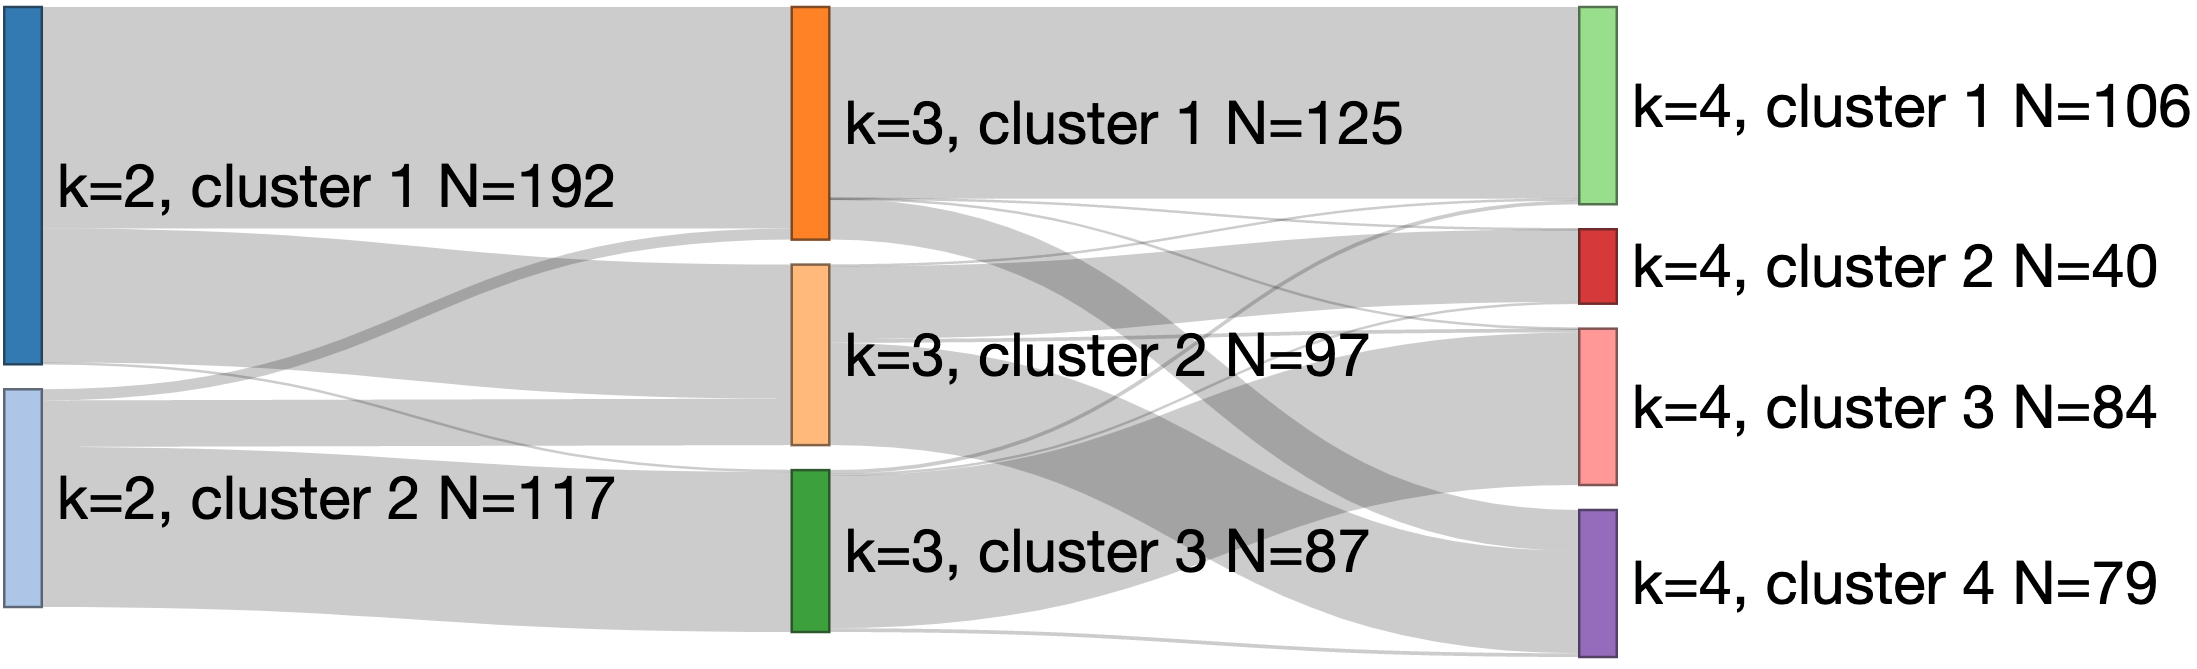 k=2, cluster 1 N=192
k=2, cluster 2 N=117
k=3, cluster 1 N=125
k=3, cluster 2 N=97
k=3, cluster 3 N=87
k=4, cluster 1 N=106
k=4, cluster 2 N=40
k=4, cluster 3 N=84
k=4, cluster 4 N=79